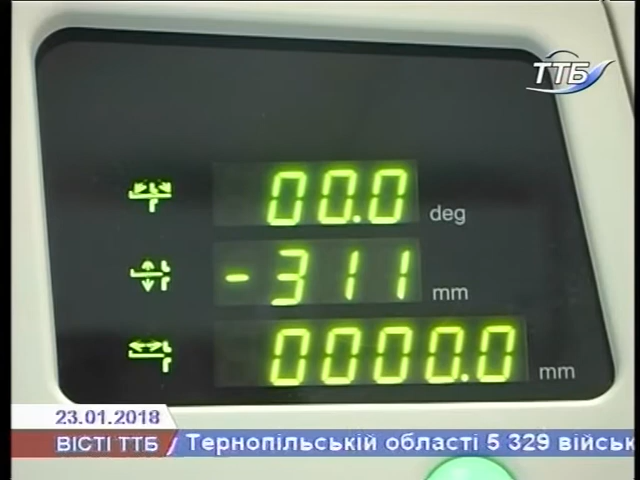 ТТБ
00.0 deg
-311 mm
0000.0 mm
23.01.2018
ВІСТІ ТТБ
Тернопільській області 5 329 військ